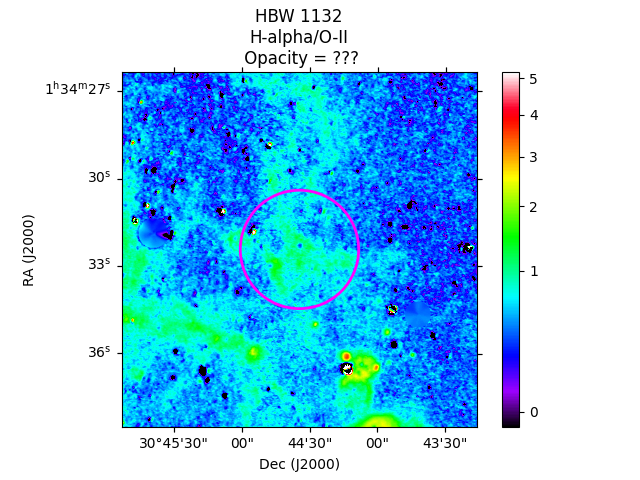 HBW 1132
H-alpha/O-II
Opacity = ???
1ʰ34ᵐ27ˢ
30ˢ
33ˢ
36ˢ
RA (J2000)
30°45'30" 00" 44'30" 00" 43'30"
Dec (J2000)
5
4
3
2
1
0